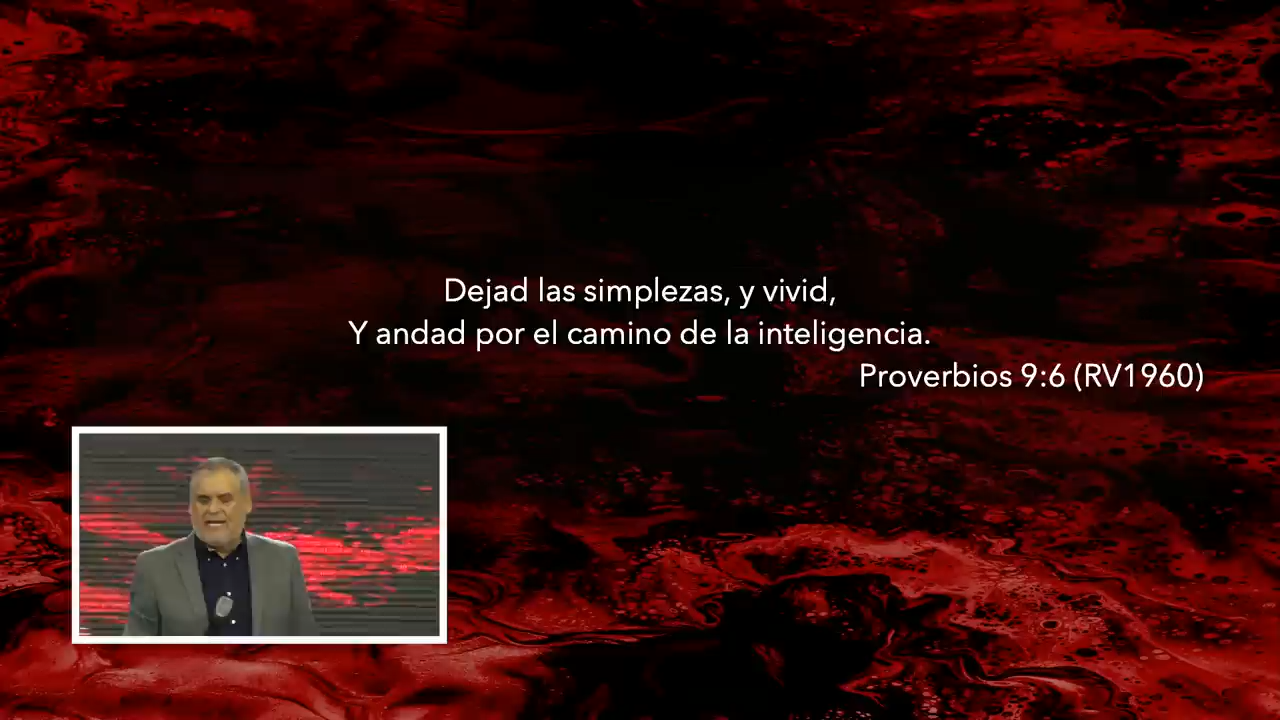 Dejad las simplezas, y vivid,
Y andad por el camino de la inteligencia.
Proverbios 9:6 (RV1960)